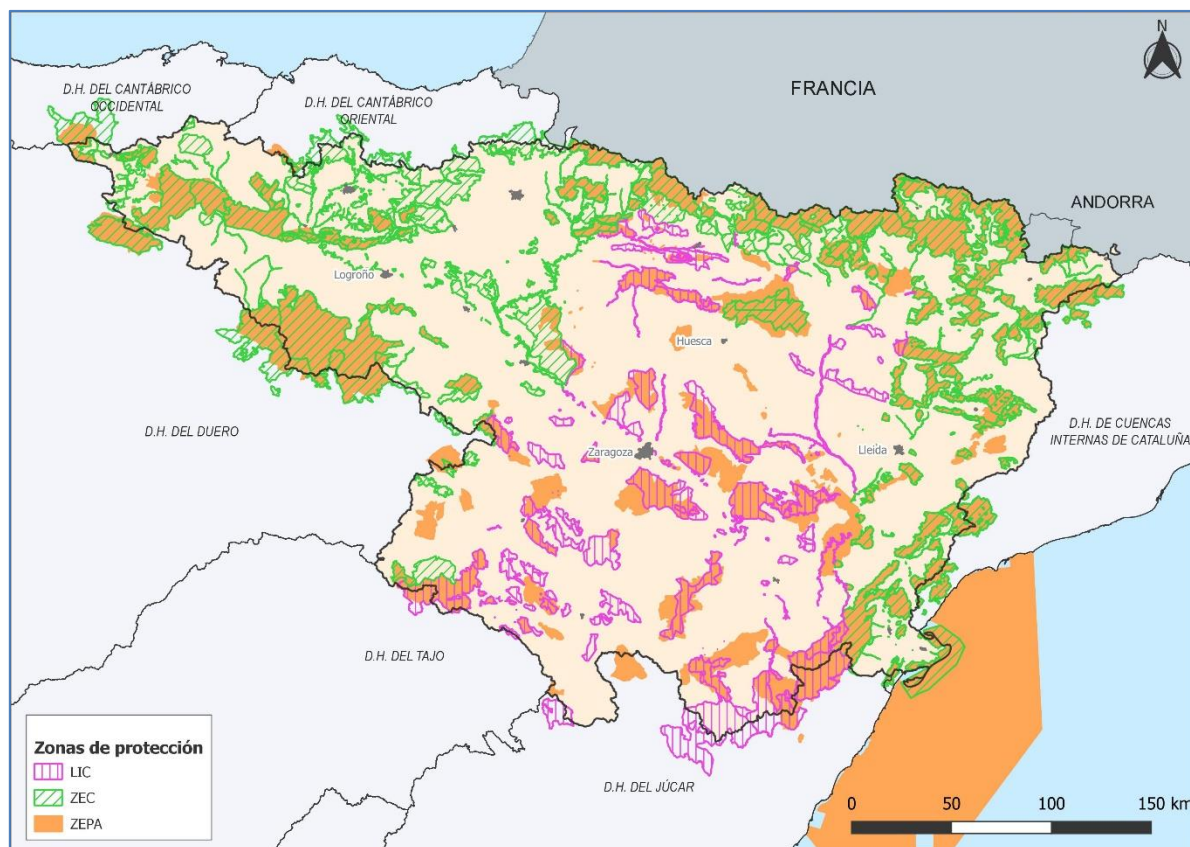 N
FRANCIA
D.H. DEL CANTÁBRICO
OCCIDENTAL
D.H. DEL CANTÁBRICO
ORIENTAL
ANDORRA
Logroño
Huesca
D.H. DEL DUERO
D.H. DE CUENCAS
INTERNAS DE CATALUÑA
Zaragoza
Lleida
D.H. DEL TAJO
D.H. DEL JÚCAR
Zonas de protección
LIC
ZEC
ZEPA
0 50 100 150 km